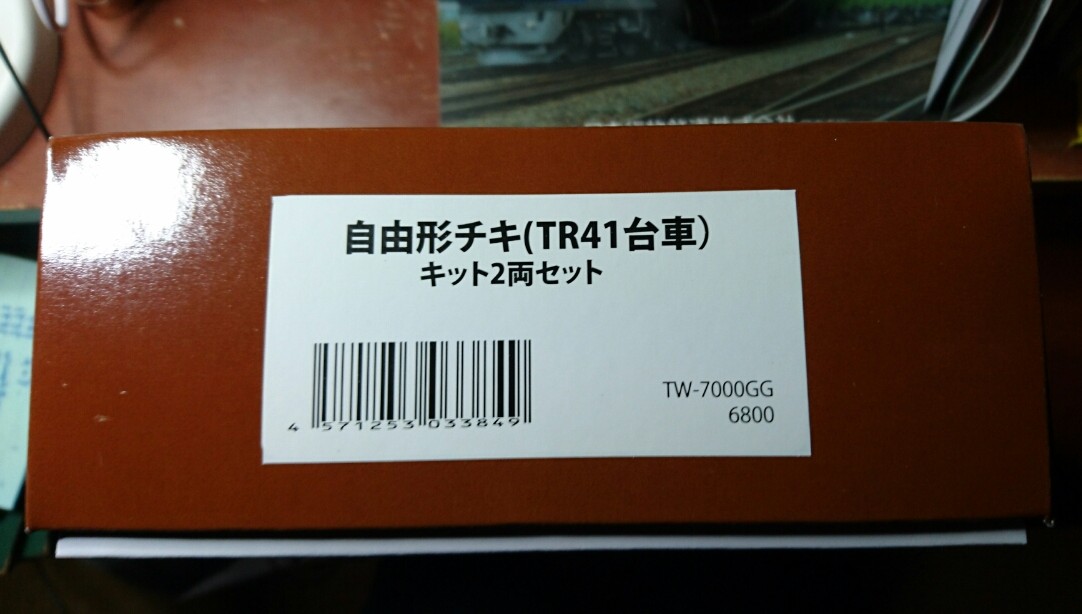 自由形チキ(TR41台車）
キット2両セット
TW-7000GG
6800
4 571253 033849